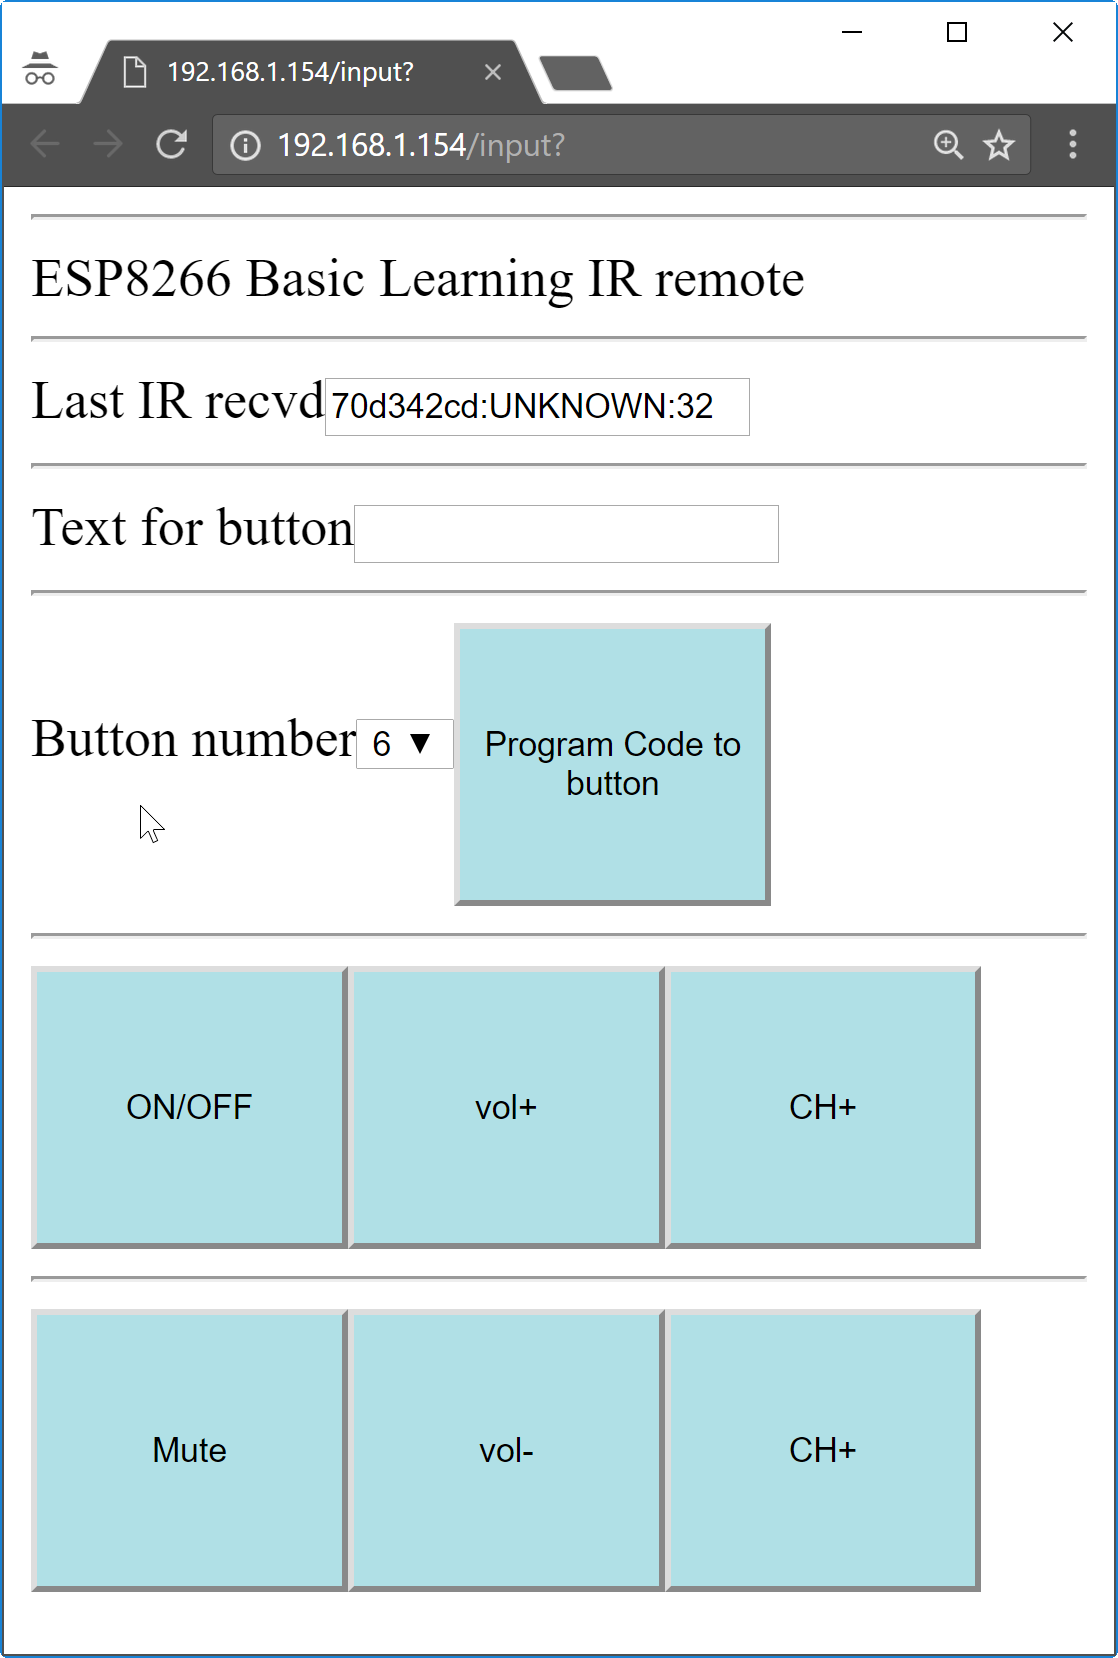 192.168.1.154/input?
192.168.1.154/input?
ESP8266 Basic Learning IR remote
Last IR recvd 70d342cd:UNKNOWN:32
Text for button
Button number 6 Program Code to
button
ON/OFF vol+ CH+
Mute vol- CH+